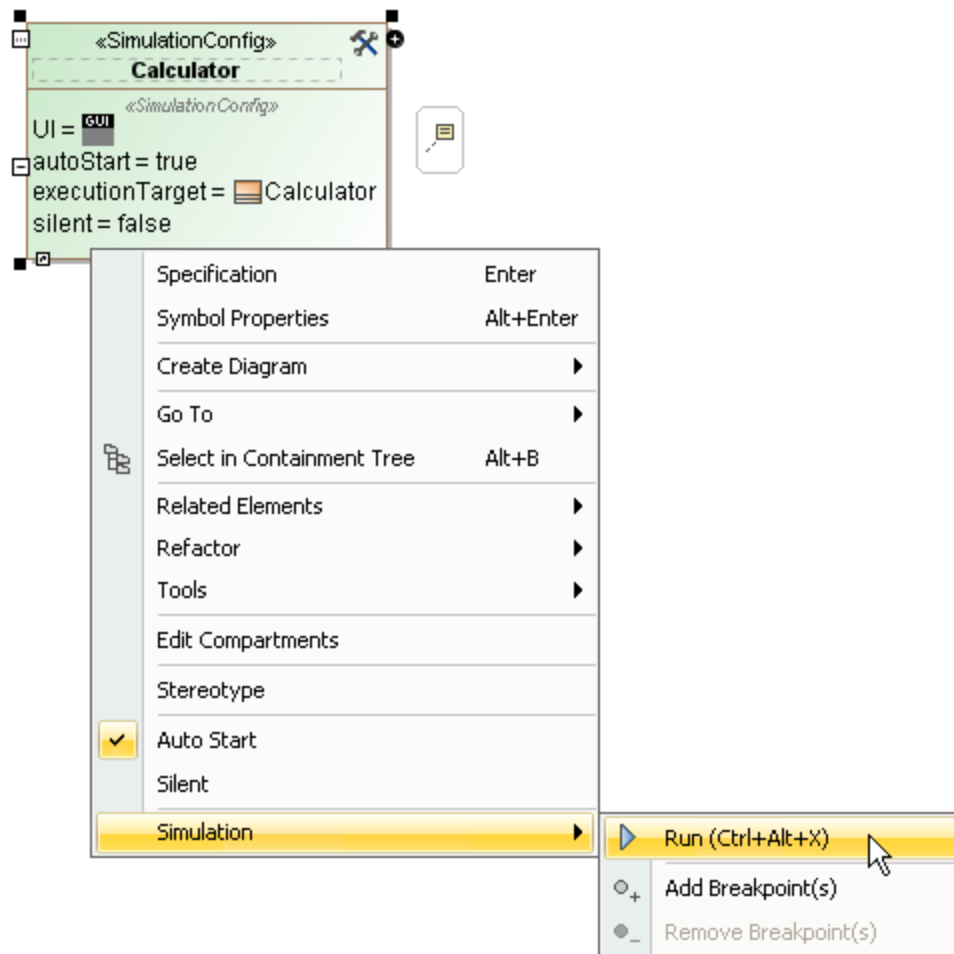 «SimulationConfig»
Calculator
«SimulationConfig»
UI = GUI
autoStart = true
executionTarget = Calculator
silent = false
Specification Enter
Symbol Properties Alt+Enter
Create Diagram
Go To
Select in Containment Tree Alt+B
Related Elements
Refactor
Tools
Edit Compartments
Stereotype
Auto Start
Silent
Simulation
Run (Ctrl+Alt+X)
Add Breakpoint(s)
Remove Breakpoint(s)